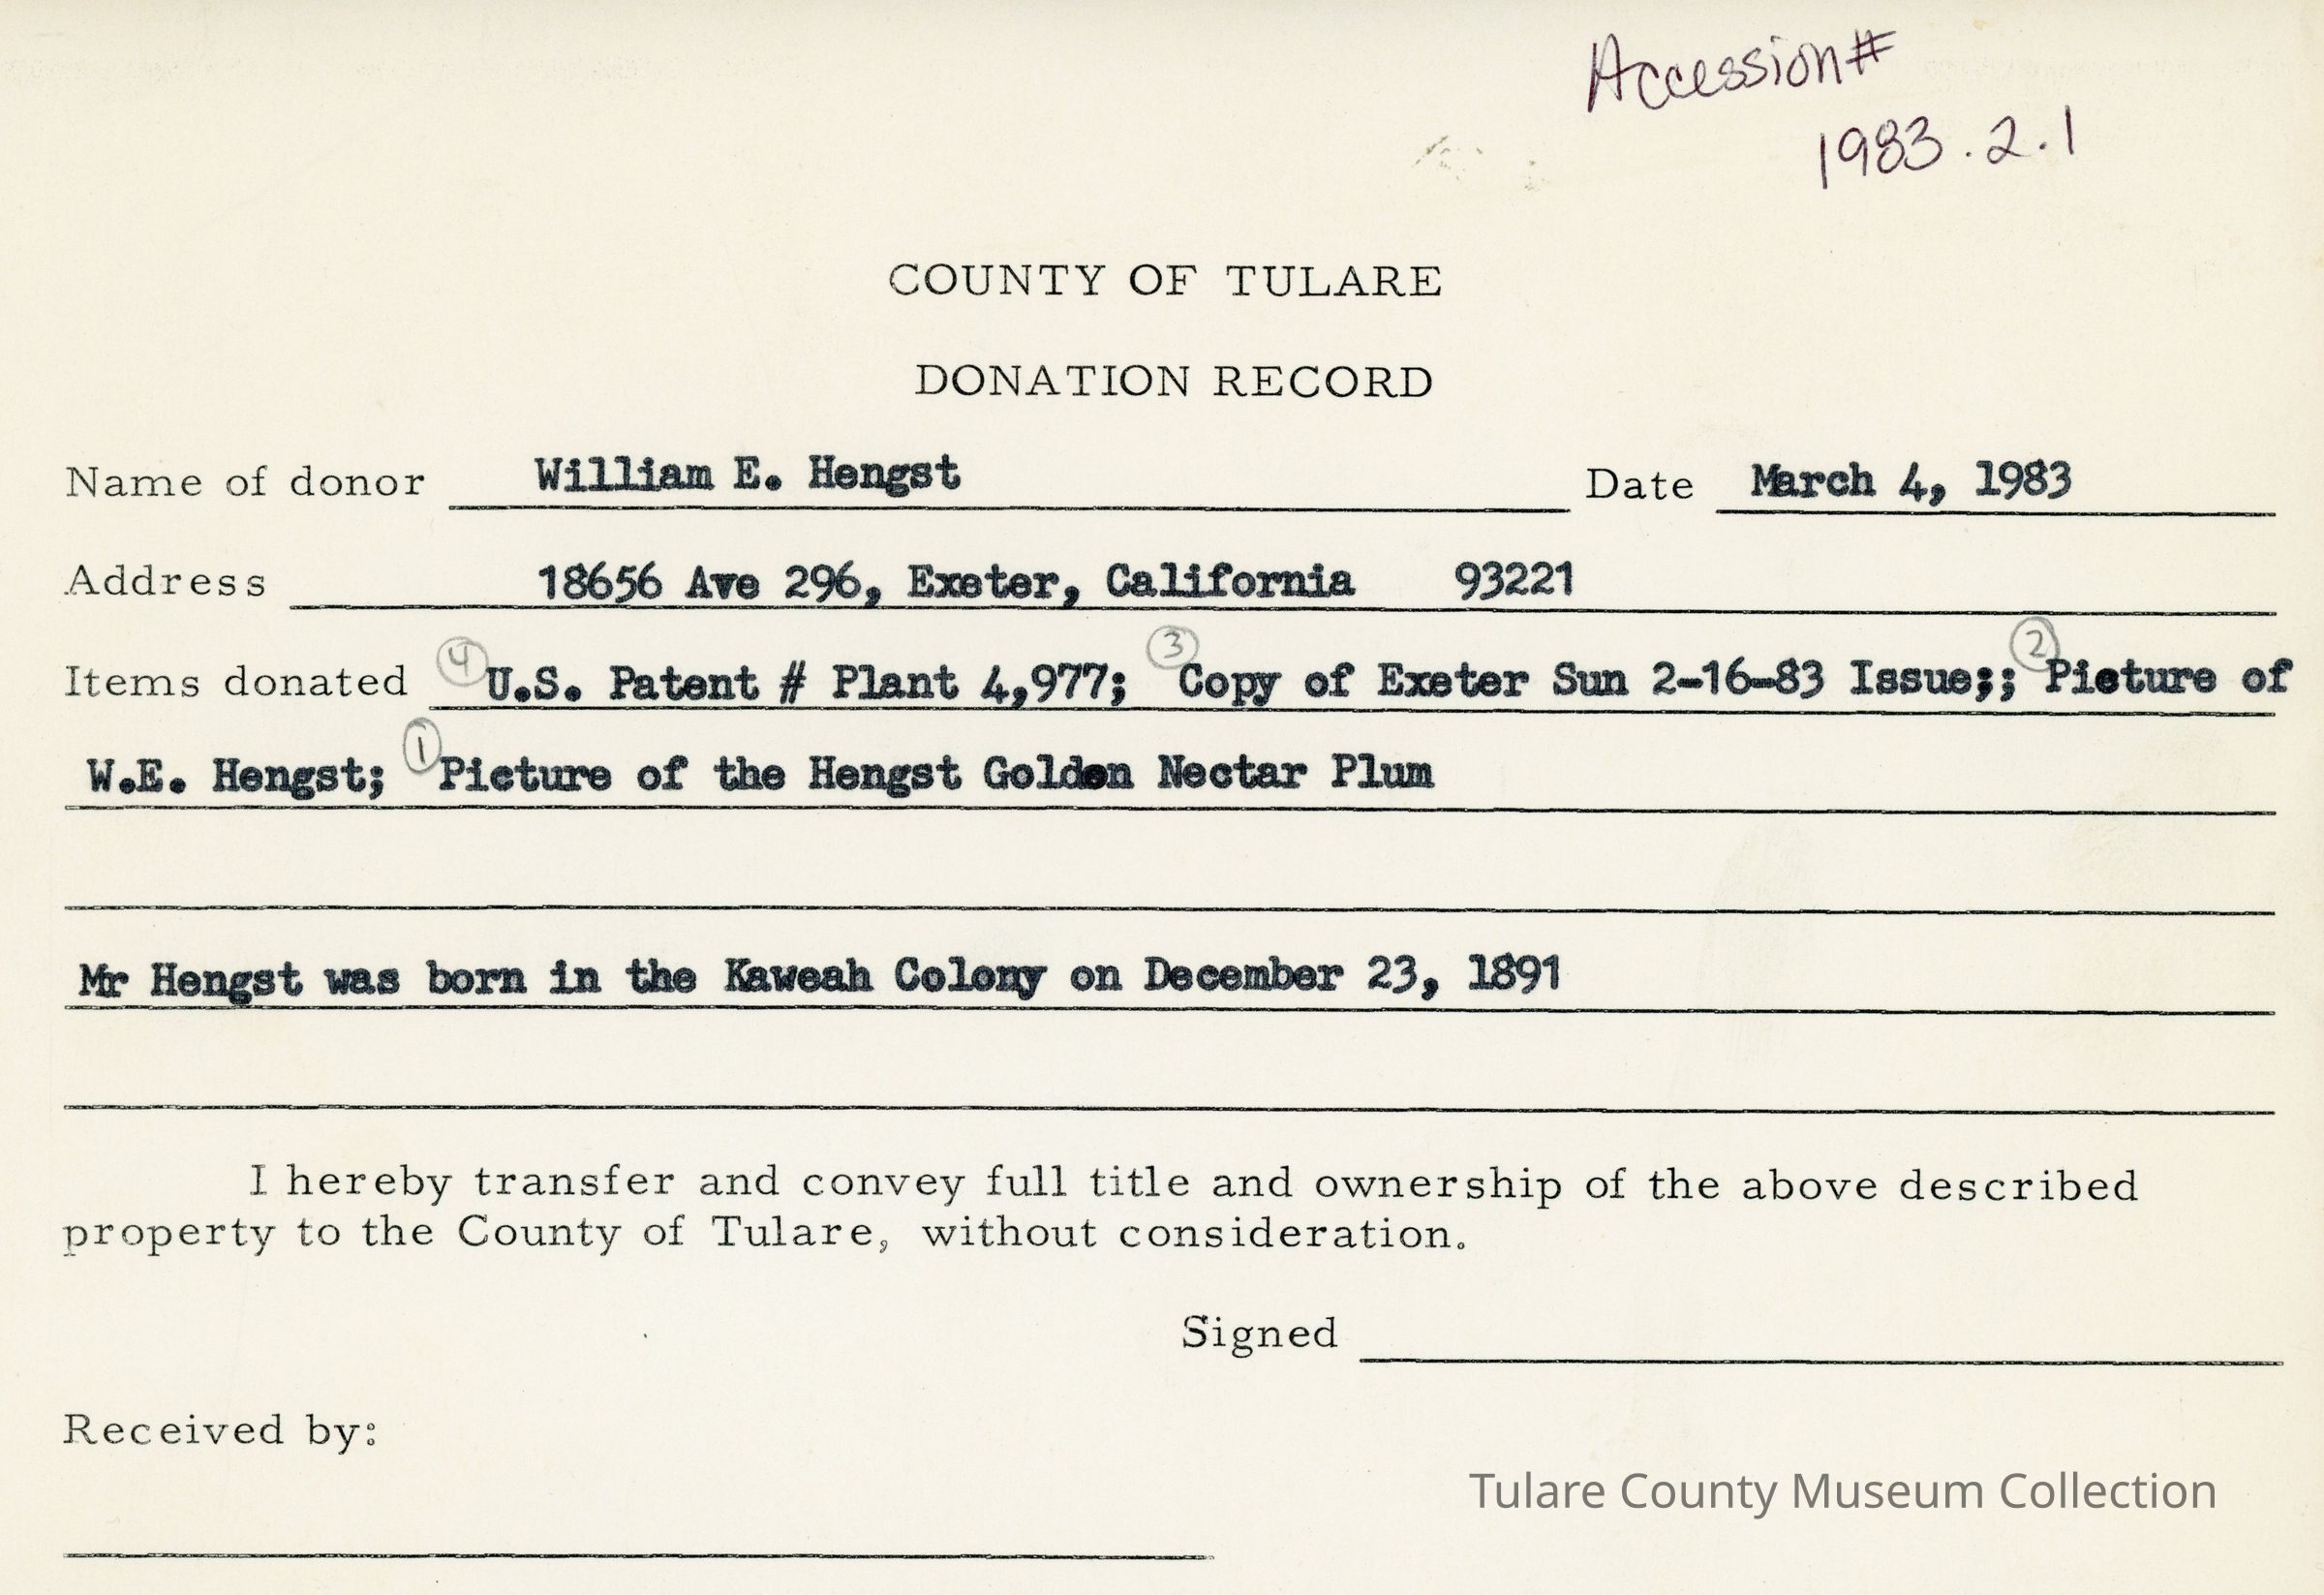 Accession#
1983.2.1
COUNTY OF TULARE
DONATION RECORD
Name of donor William E. Hengst Date March 4, 1983
Address 18656 Ave 296, Exeter, California 93221
Items donated ④ U.S. Patent # Plant 4,977; ③ Copy of Exeter Sun 2-16-83 Issue;; ② Picture of
W.E. Hengst; ① Picture of the Hengst Golden Nectar Plum
Mr Hengst was born in the Kaweah Colony on December 23, 1891
I hereby transfer and convey full title and ownership of the above described
property to the County of Tulare, without consideration.
Signed
Received by:
Tulare County Museum Collection